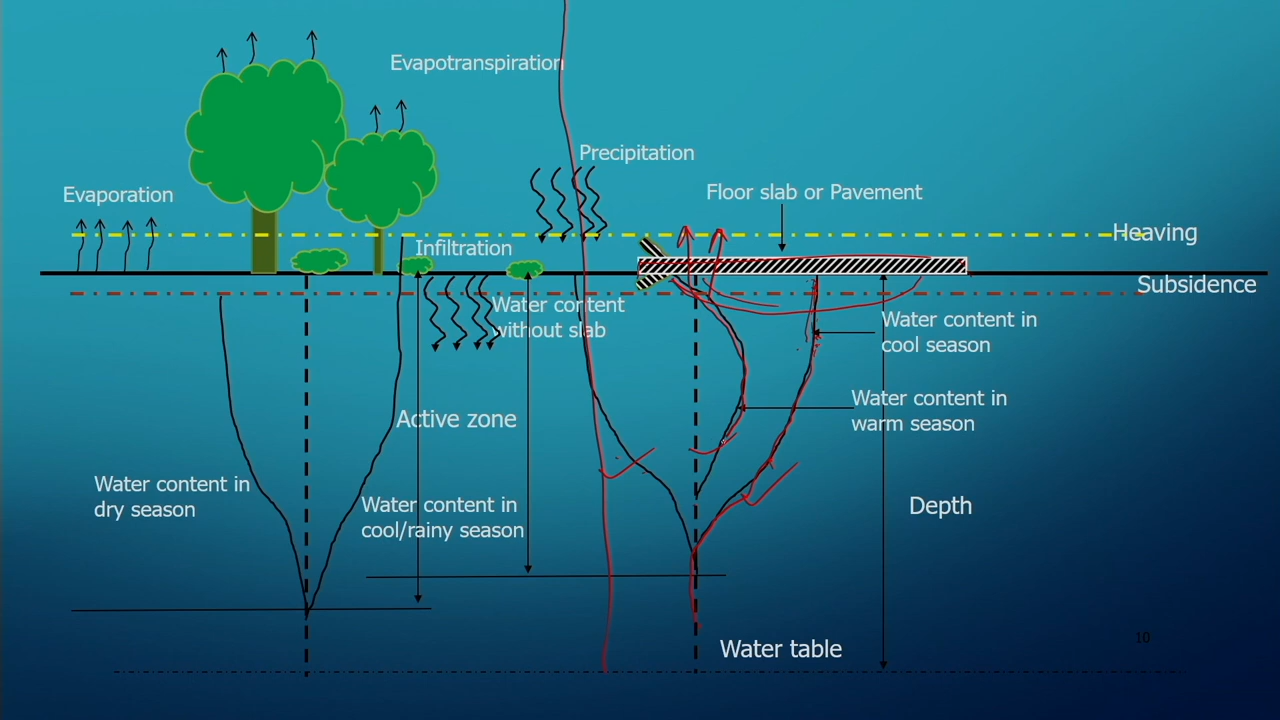 Evapotranspiration
Precipitation
Evaporation
Floor slab or Pavement
Heaving
Infiltration
Subsidence
Water content
without slab
Water content in
cool season
Water content in
warm season
Active zone
Water content in
dry season
Water content in
cool/rainy season
Depth
10
Water table